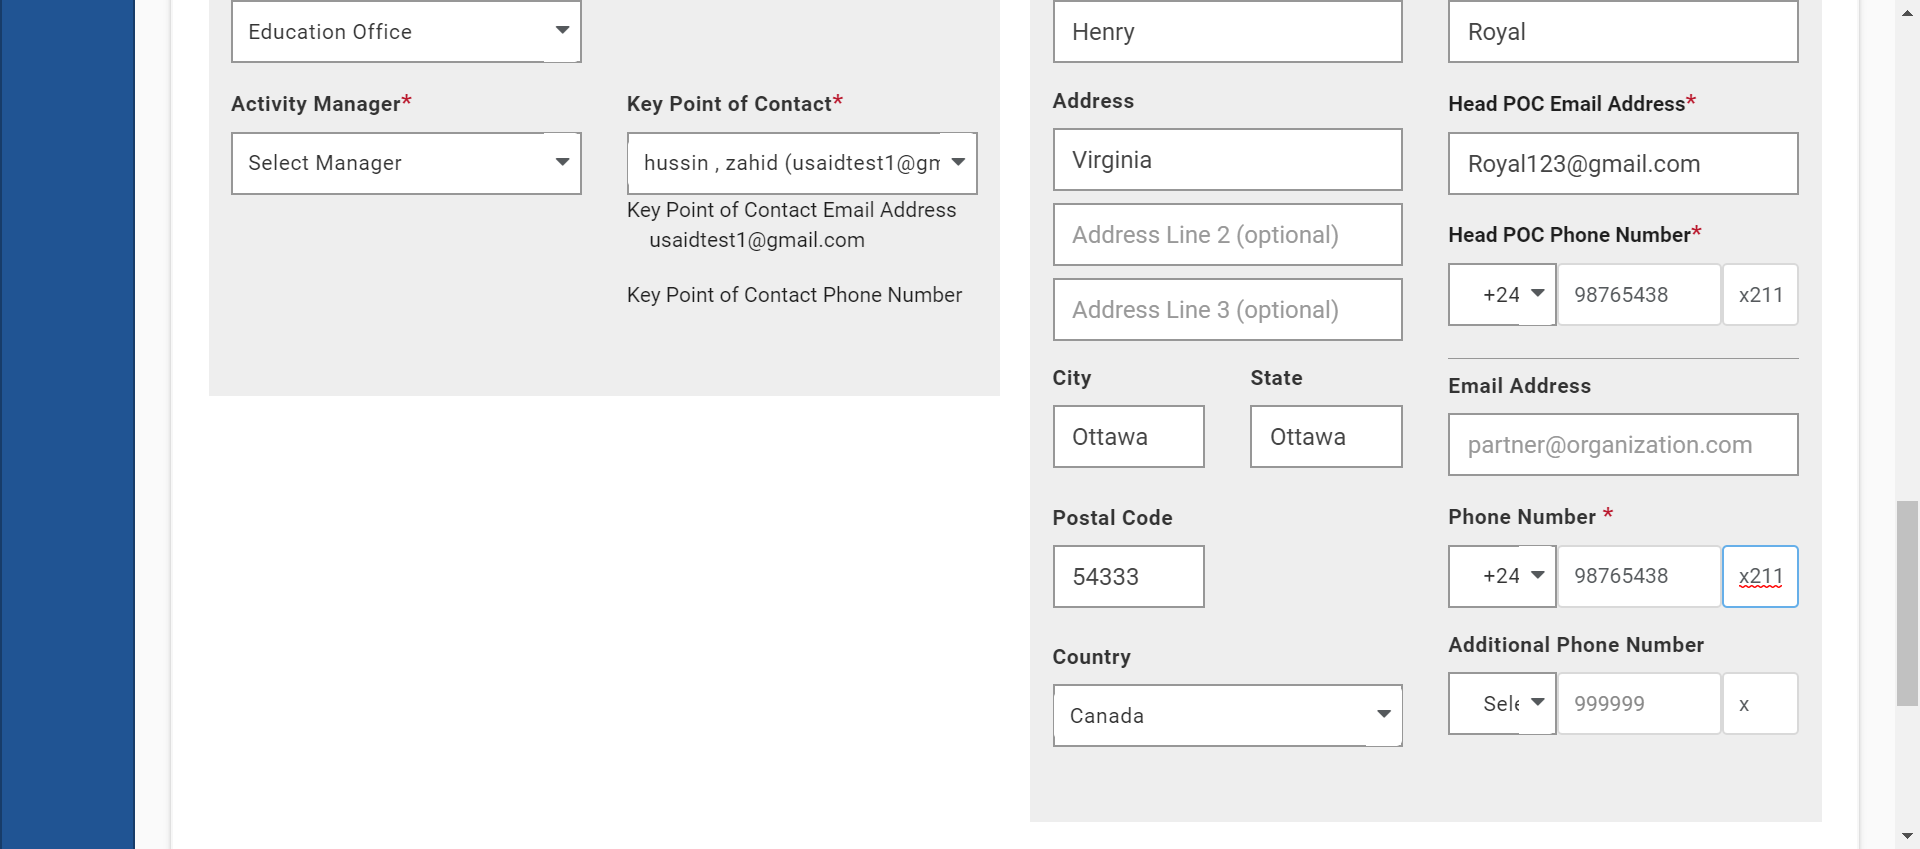 Education Office
Activity Manager*
Select Manager
Key Point of Contact*
hussin , zahid (usaidtest1@gm
Key Point of Contact Email Address
usaidtest1@gmail.com
Key Point of Contact Phone Number
Henry
Address
Virginia
Address Line 2 (optional)
Address Line 3 (optional)
City
Ottawa
State
Ottawa
Postal Code
54333
Country
Canada
Royal
Head POC Email Address*
Royal123@gmail.com
Head POC Phone Number*
+24 98765438 x211
Email Address
partner@organization.com
Phone Number *
+24 98765438 x211
Additional Phone Number
Sele 999999 x